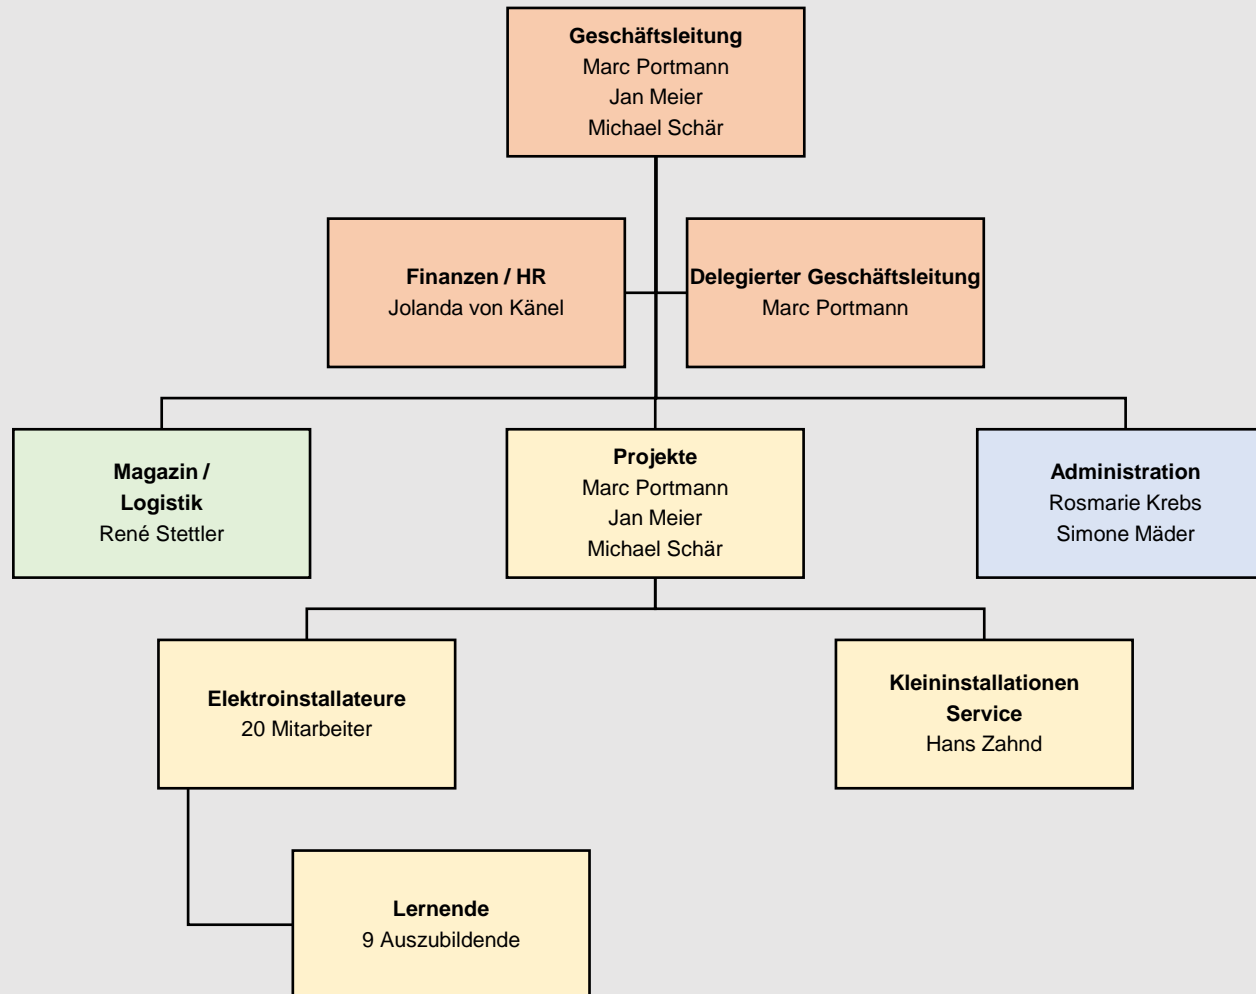 Geschäftsleitung
Marc Portmann
Jan Meier
Michael Schär
Finanzen / HR
Jolanda von Känel
Delegierter Geschäftsleitung
Marc Portmann
Magazin /
Logistik
René Stettler
Projekte
Marc Portmann
Jan Meier
Michael Schär
Administration
Rosmarie Krebs
Simone Mäder
Elektroinstallateure
20 Mitarbeiter
Kleininstallationen
Service
Hans Zahnd
Lernende
9 Auszubildende